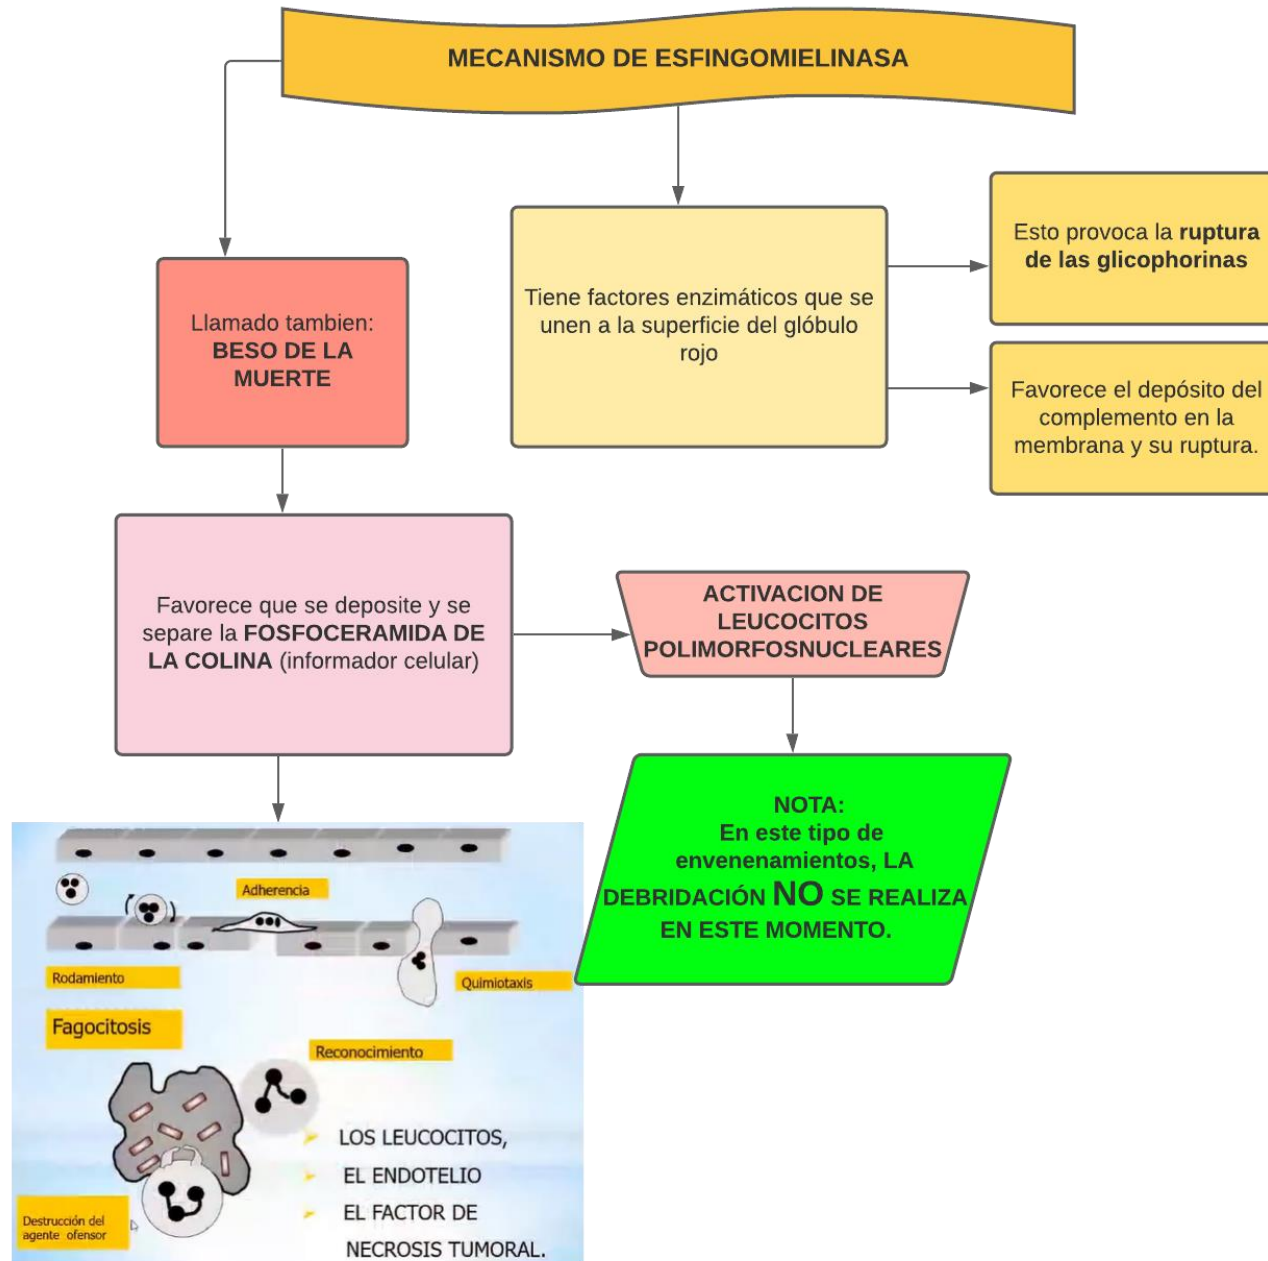 MECANISMO DE ESFINGOMIELINASA
Llamado tambien:
BESO DE LA
MUERTE
Tiene factores enzimáticos que se
unen a la superficie del glóbulo
rojo
Esto provoca la ruptura
de las glicophorinas
Favorece el depósito del
complemento en la
membrana y su ruptura.
Favorece que se deposite y se
separe la FOSFOCERAMIDA DE
LA COLINA (informador celular)
ACTIVACION DE
LEUCOCITOS
POLIMORFOSNUCLEARES
NOTA:
En este tipo de
envenenamientos, LA
DEBRIDACIÓN NO SE REALIZA
EN ESTE MOMENTO.
Adherencia
Rodamiento
Quimiotaxis
Fagocitosis
Reconocimiento
LOS LEUCOCITOS,
EL ENDOTELIO
EL FACTOR DE
NECROSIS TUMORAL.
Destrucción del
agente ofensor